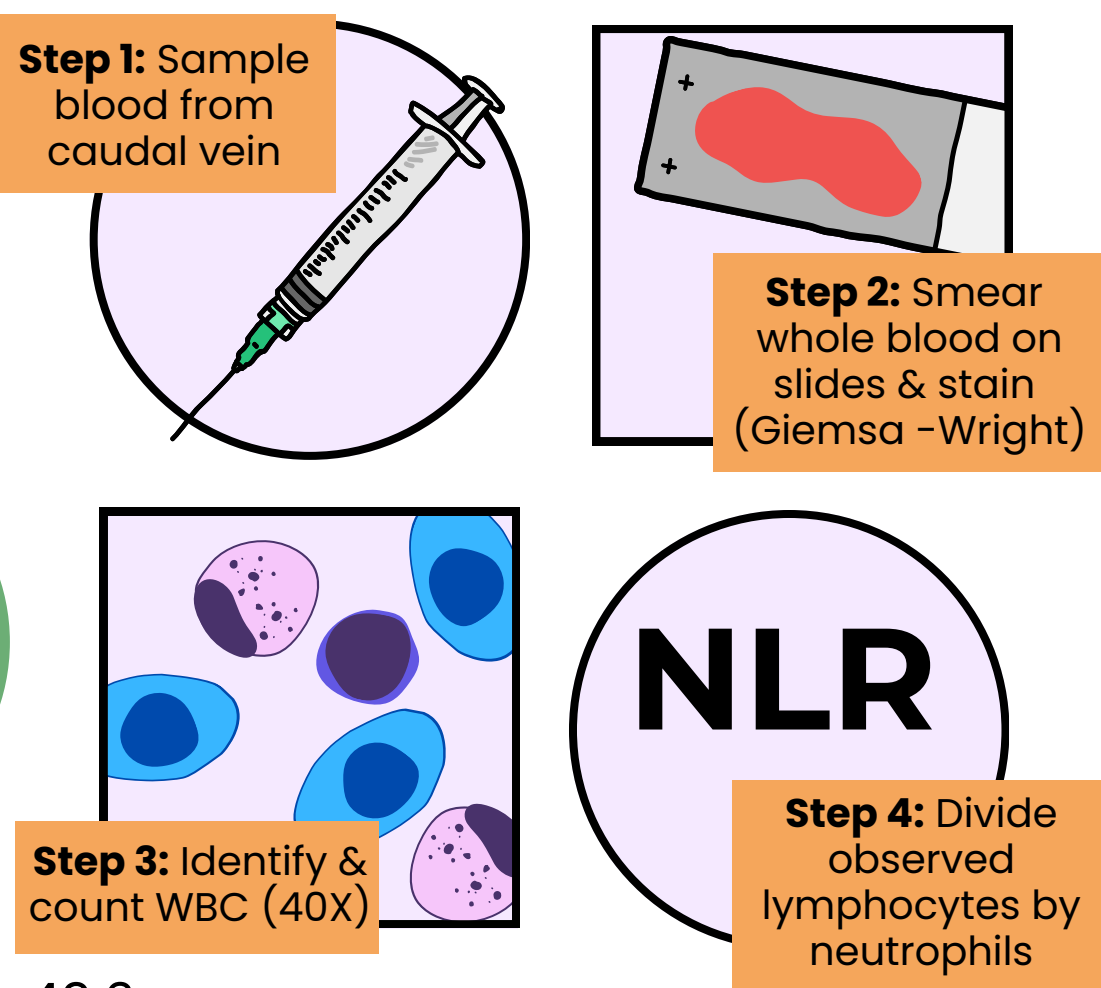 Step 1: Sample
blood from
caudal vein
Step 2: Smear
whole blood on
slides & stain
(Giemsa -Wright)
Step 3: Identify &
count WBC (40X)
NLR
Step 4: Divide
observed
lymphocytes by
neutrophils